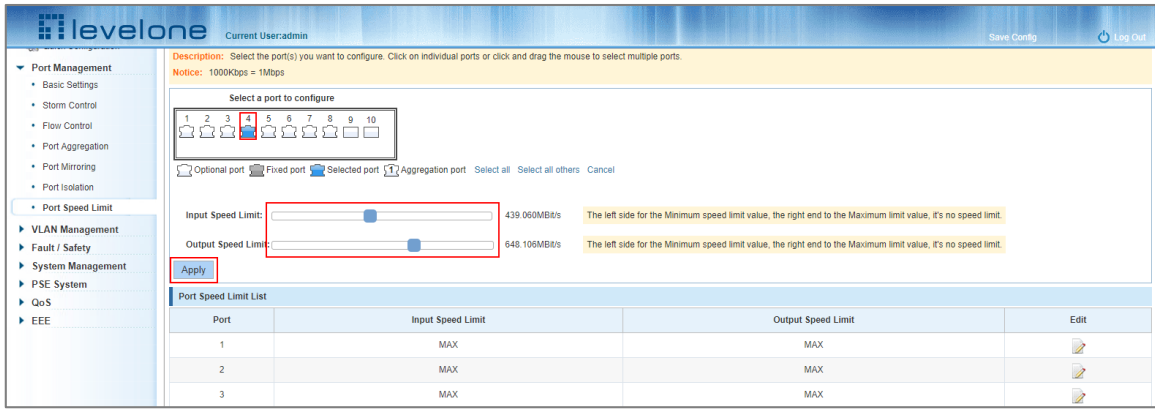 levelone Current User:admin Save Config Log Out
Quick Configuration
Port Management
Basic Settings
Storm Control
Flow Control
Port Aggregation
Port Mirroring
Port Isolation
Port Speed Limit
VLAN Management
Fault / Safety
System Management
PSE System
QoS
EEE
Description: Select the port(s) you want to configure. Click on individual ports or click and drag the mouse to select multiple ports.
Notice: 1000Kbps = 1Mbps
Select a port to configure
1 2 3 4 5 6 7 8 9 10
Optional port Fixed port Selected port 1 Aggregation port Select all Select all others Cancel
Input Speed Limit: 439.060MBit/s The left side for the Minimum speed limit value, the right end to the Maximum limit value, it's no speed limit.
Output Speed Limit: 648.106MBit/s The left side for the Minimum speed limit value, the right end to the Maximum limit value, it's no speed limit.
Apply
Port Speed Limit List
Port Input Speed Limit Output Speed Limit Edit
1 MAX MAX
2 MAX MAX
3 MAX MAX